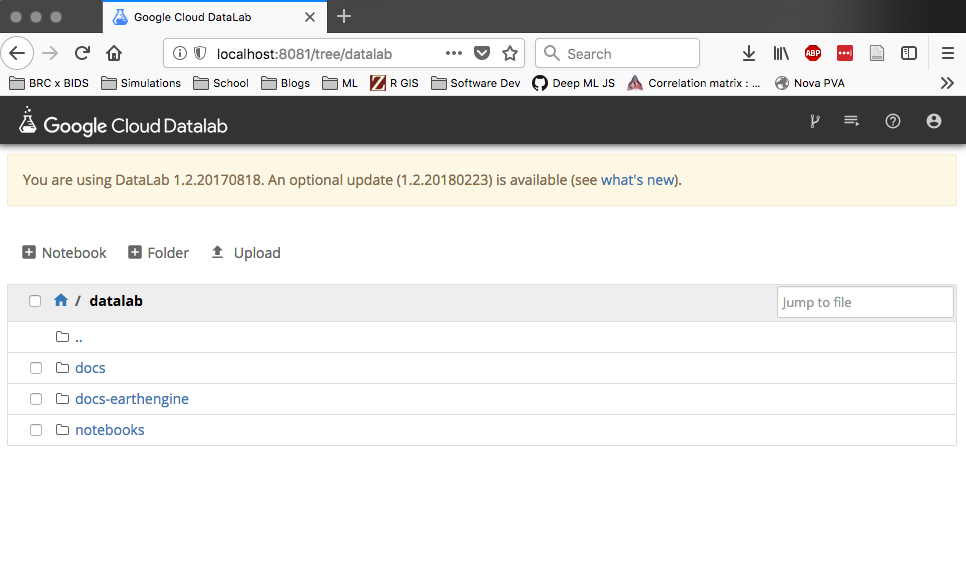 Google Cloud DataLab
localhost:8081/tree/datalab
Search
ABP
BRC x BIDS Simulations School Blogs ML R GIS Software Dev Deep ML JS Correlation matrix : ... Nova PVA
Google Cloud Datalab
You are using DataLab 1.2.20170818. An optional update (1.2.20180223) is available (see what's new).
Notebook Folder Upload
/ datalab Jump to file
..
docs
docs-earthengine
notebooks